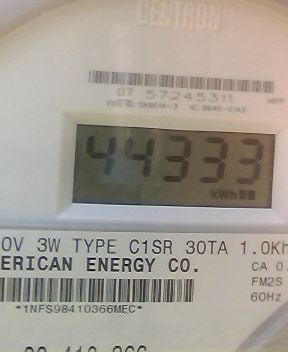 CENTRON®
07 57245311
44333
kWh
0V 3W TYPE C1SR 30TA 1.0Kh
ERICAN ENERGY CO.
CA 0.
FM2S
60Hz
*1NFS98410366MEC*